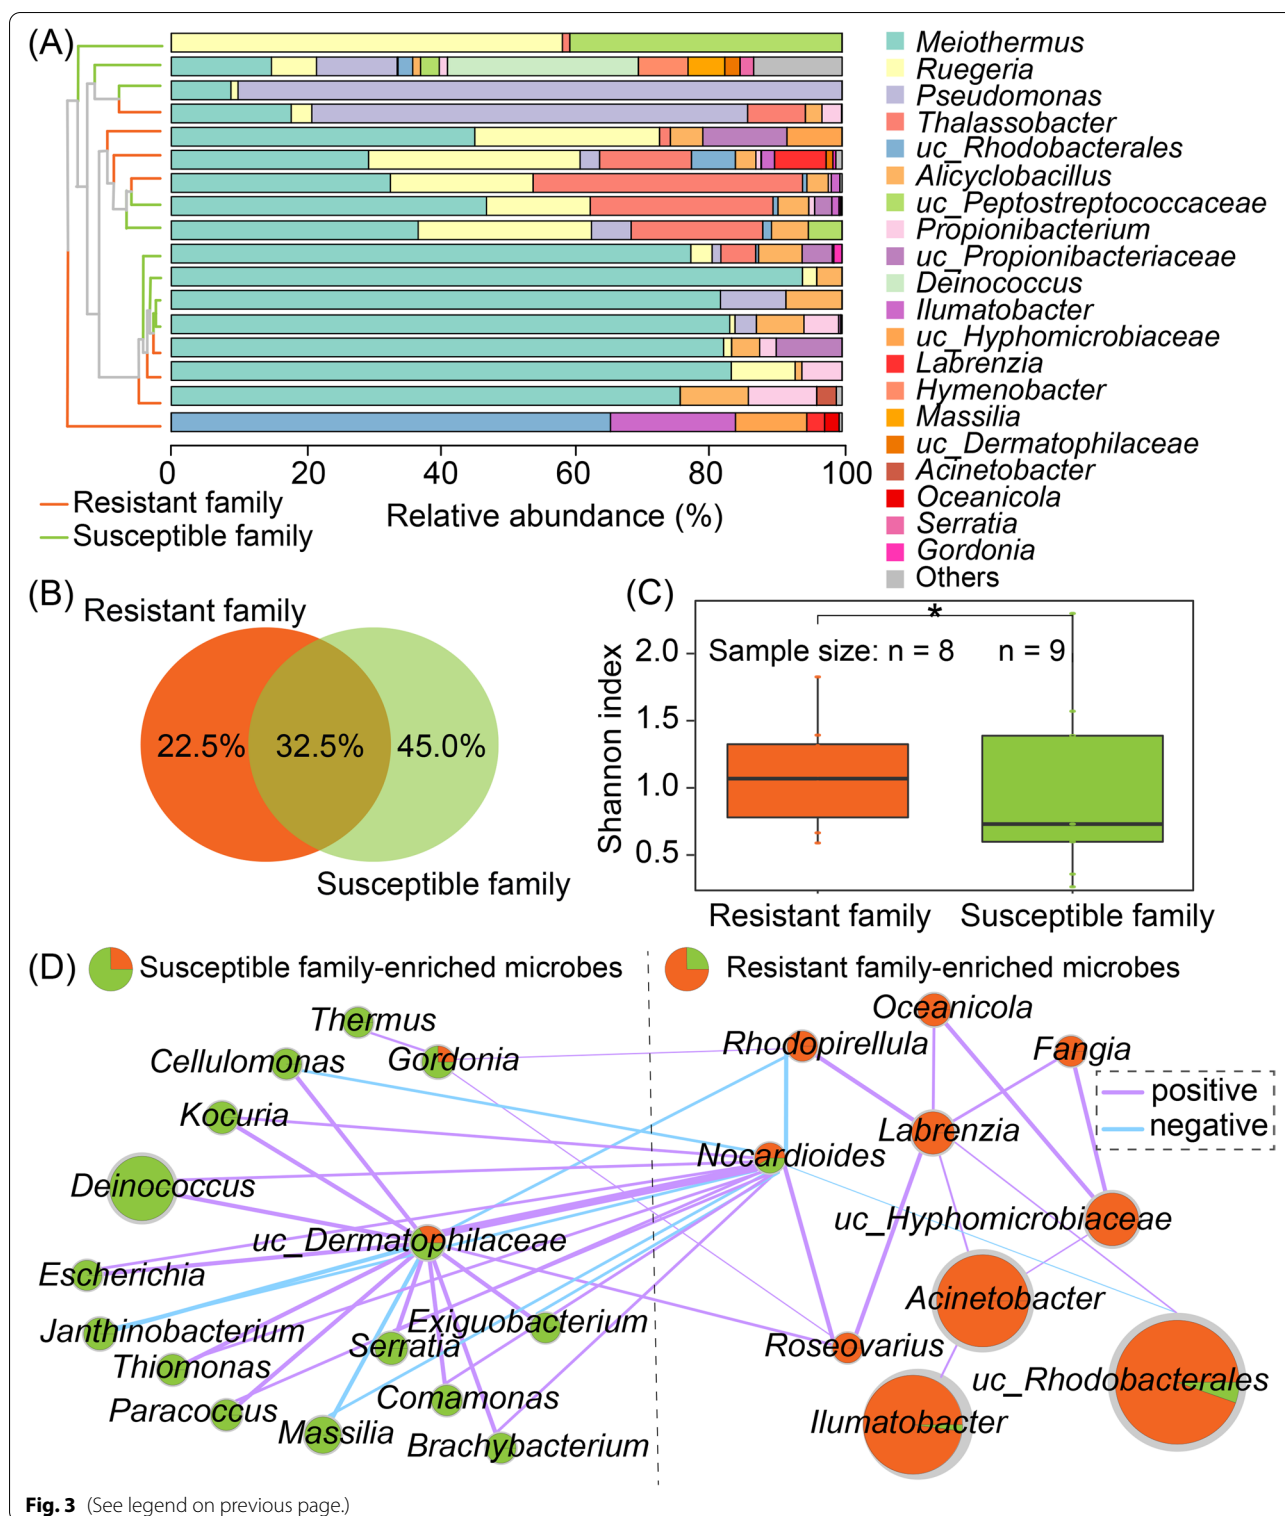 (A)
Meiothermus
Ruegeria
Pseudomonas
Thalassobacter
uc_Rhodobacterales
Alicyclobacillus
uc_Peptostreptococcaceae
Propionibacterium
uc_Propionibacteriaceae
Deinococcus
Ilumatobacter
uc_Hyphomicrobiaceae
Labrenzia
Hymenobacter
Massilia
uc_Dermatophilaceae
Acinetobacter
Oceanicola
Serratia
Gordonia
Others
0 20 40 60 80 100
Relative abundance (%)
Resistant family
Susceptible family
(B)
Resistant family
22.5% 32.5% 45.0%
Susceptible family
(C)
*
Sample size: n = 8 n = 9
Shannon index
2.0
1.5
1.0
0.5
Resistant family Susceptible family
(D) Susceptible family-enriched microbes Resistant family-enriched microbes
Thermus
Cellulomonas
Gordonia
Kocuria
Deinococcus
uc_Dermatophilaceae
Escherichia
Janthinobacterium
Exiguobacterium
Serratia
Thiomonas
Paracoccus
Comamonas
Massilia
Brachybacterium
Oceanicola
Rhodopirellula
Fangia
positive
negative
Labrenzia
Nocardioides
uc_Hyphomicrobiaceae
Acinetobacter
Roseovarius
uc_Rhodobacterales
Ilumatobacter
Fig. 3 (See legend on previous page.)